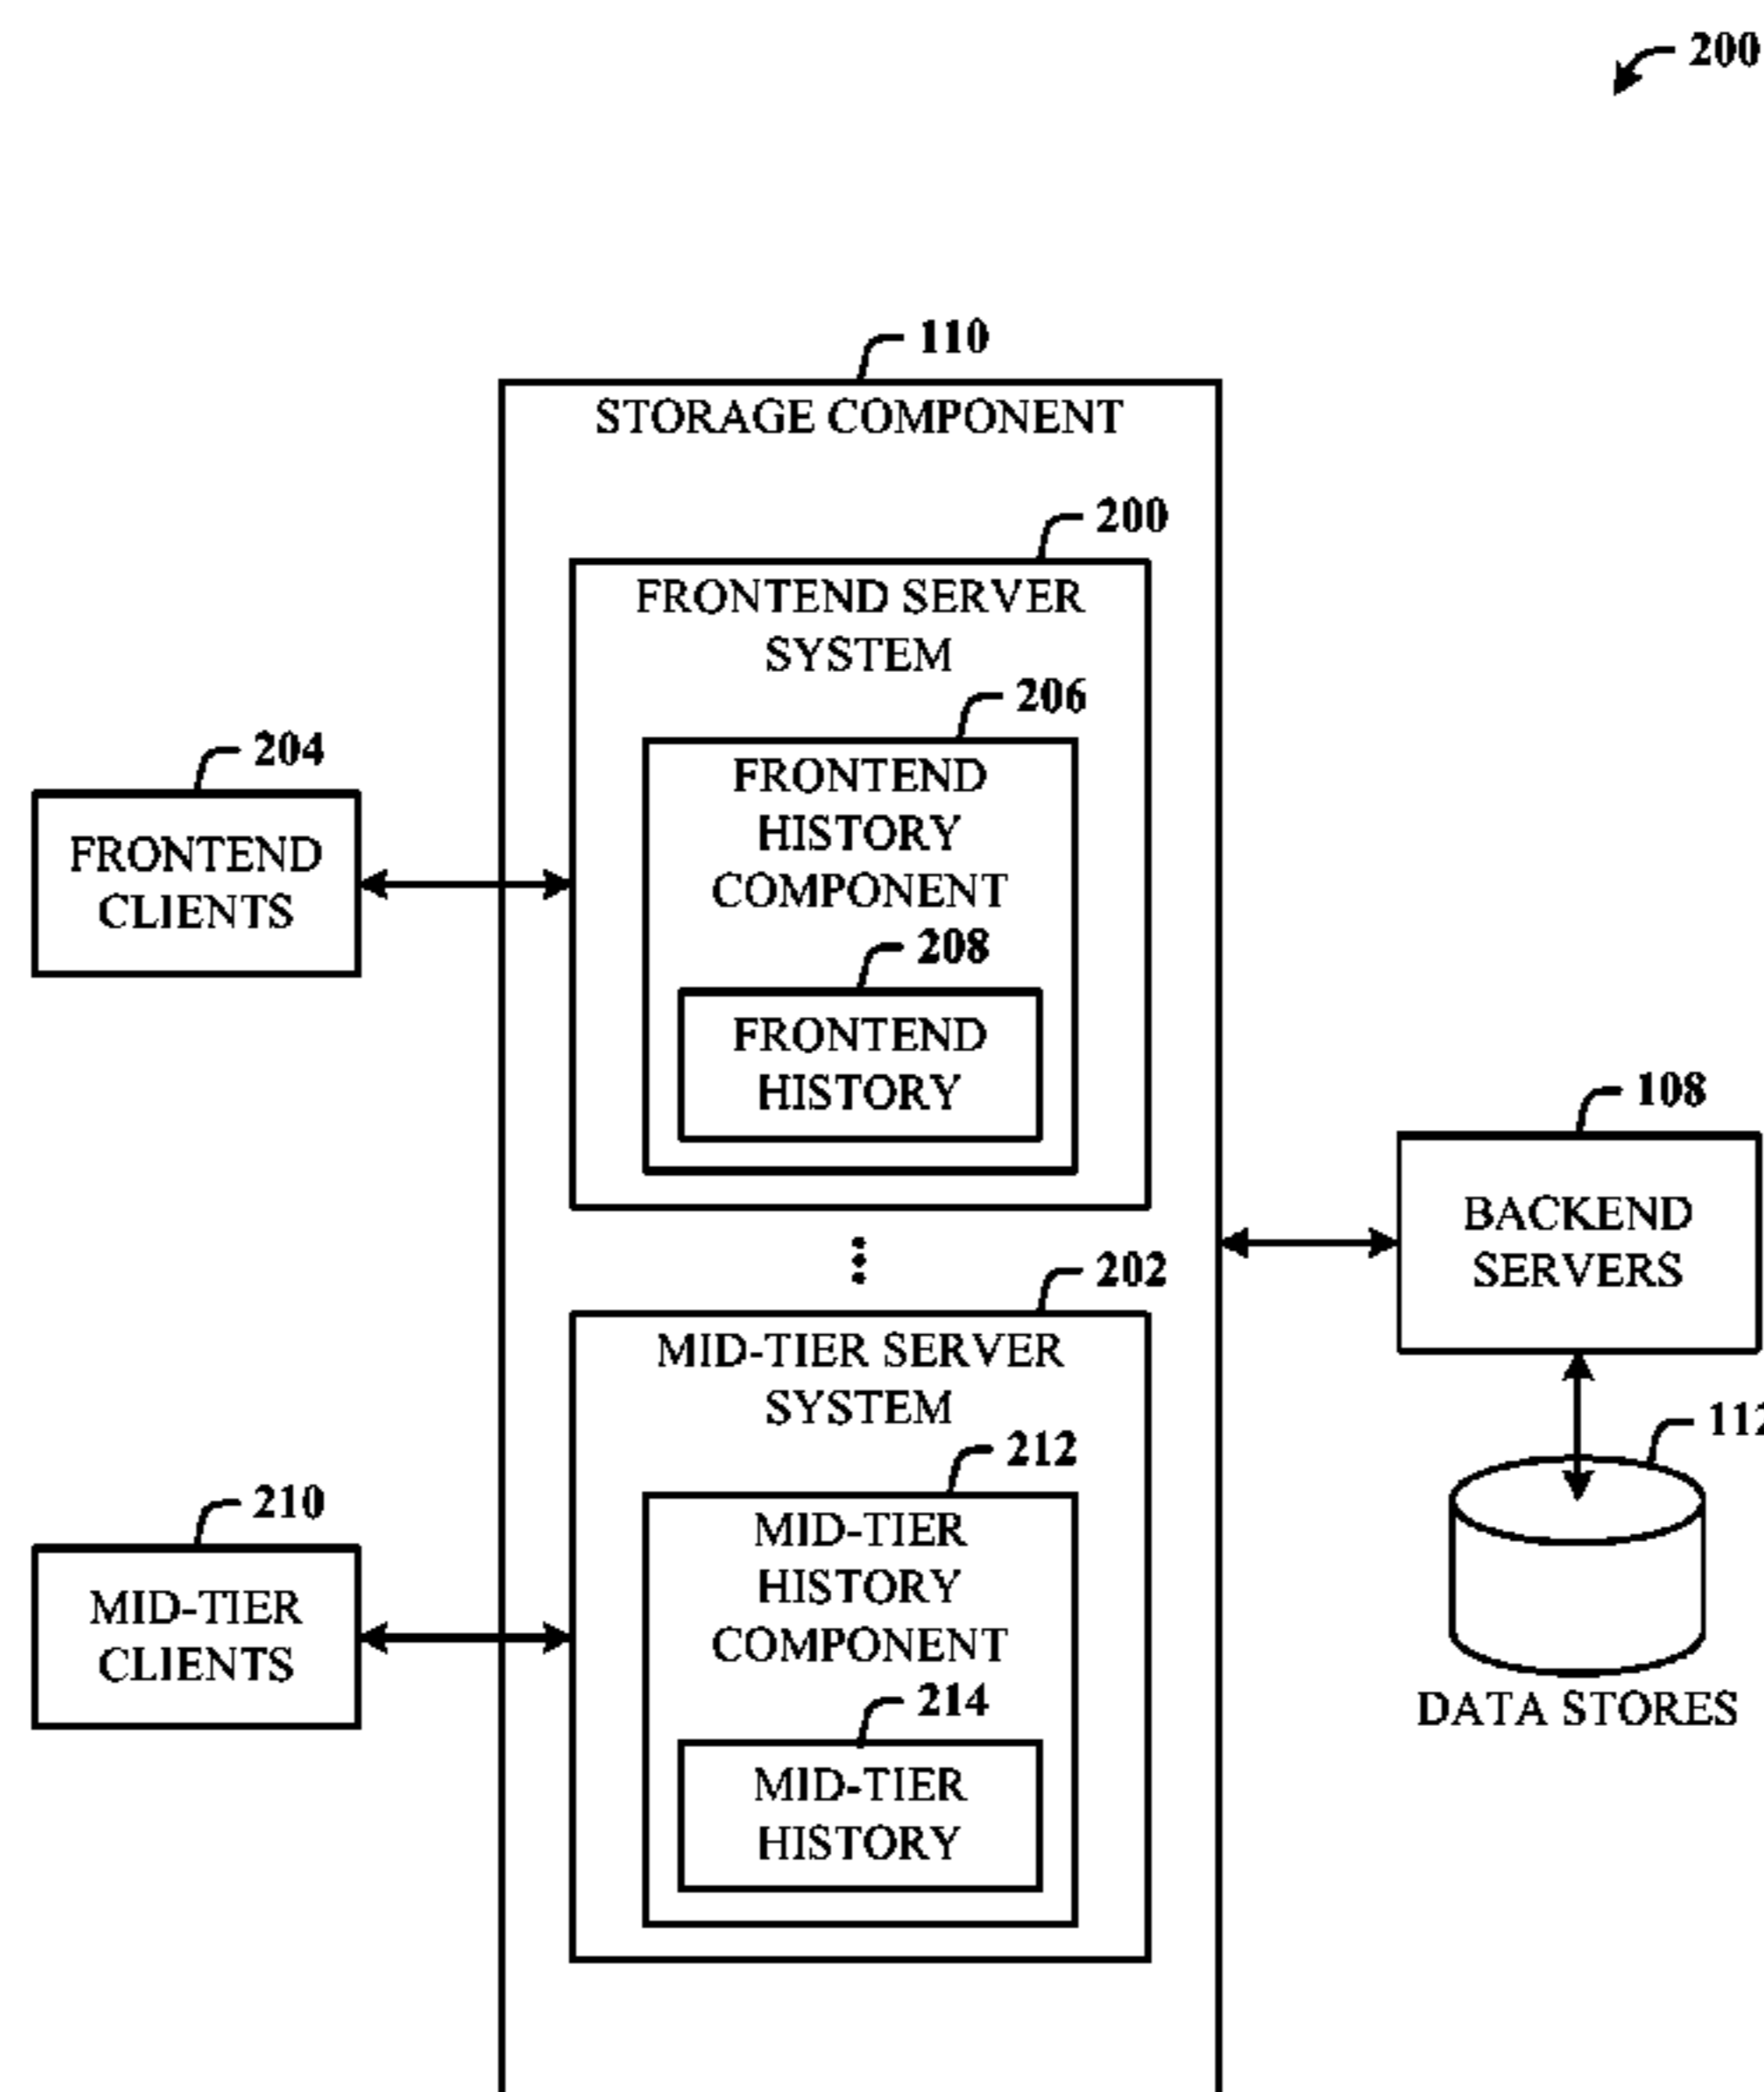 200
110
STORAGE COMPONENT
200
FRONTEND SERVER
SYSTEM
206
FRONTEND
HISTORY
COMPONENT
208
FRONTEND
HISTORY
204
FRONTEND
CLIENTS
202
MID-TIER SERVER
SYSTEM
212
MID-TIER
HISTORY
COMPONENT
214
MID-TIER
HISTORY
210
MID-TIER
CLIENTS
108
BACKEND
SERVERS
112
DATA STORES